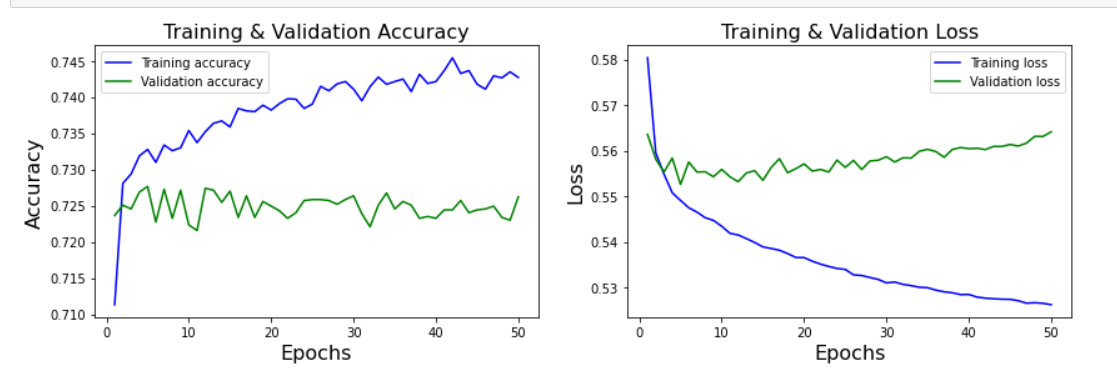 Training & Validation Accuracy
Training accuracy
Validation accuracy
0.745
0.740
0.735
0.730
0.725
0.720
0.715
0.710
Accuracy
0
10
20
30
40
50
Epochs
Training & Validation Loss
Training loss
Validation loss
0.58
0.57
0.56
0.55
0.54
0.53
Loss
0
10
20
30
40
50
Epochs